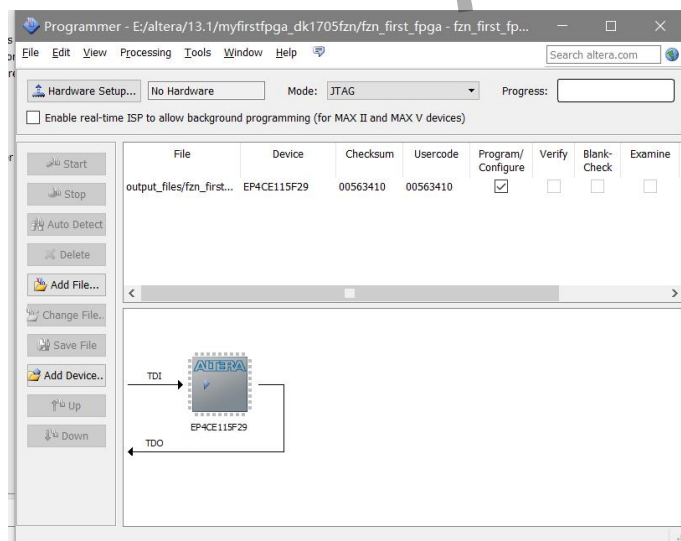 Programmer - E:/altera/13.1/myfirstfpga_dk1705fzn/fzn_first_fpga - fzn_first_fp...
File Edit View Processing Tools Window Help
Search altera.com
Hardware Setup... No Hardware Mode: JTAG Progress:
Enable real-time ISP to allow background programming (for MAX II and MAX V devices)
Start
Stop
Auto Detect
Delete
Add File...
Change File..
Save File
Add Device..
Up
Down
File Device Checksum Usercode Program/ Verify Blank- Examine
Configure Check
output_files/fzn_first... EP4CE115F29 00563410 00563410
TDI
ALTERA
EP4CE115F29
TDO